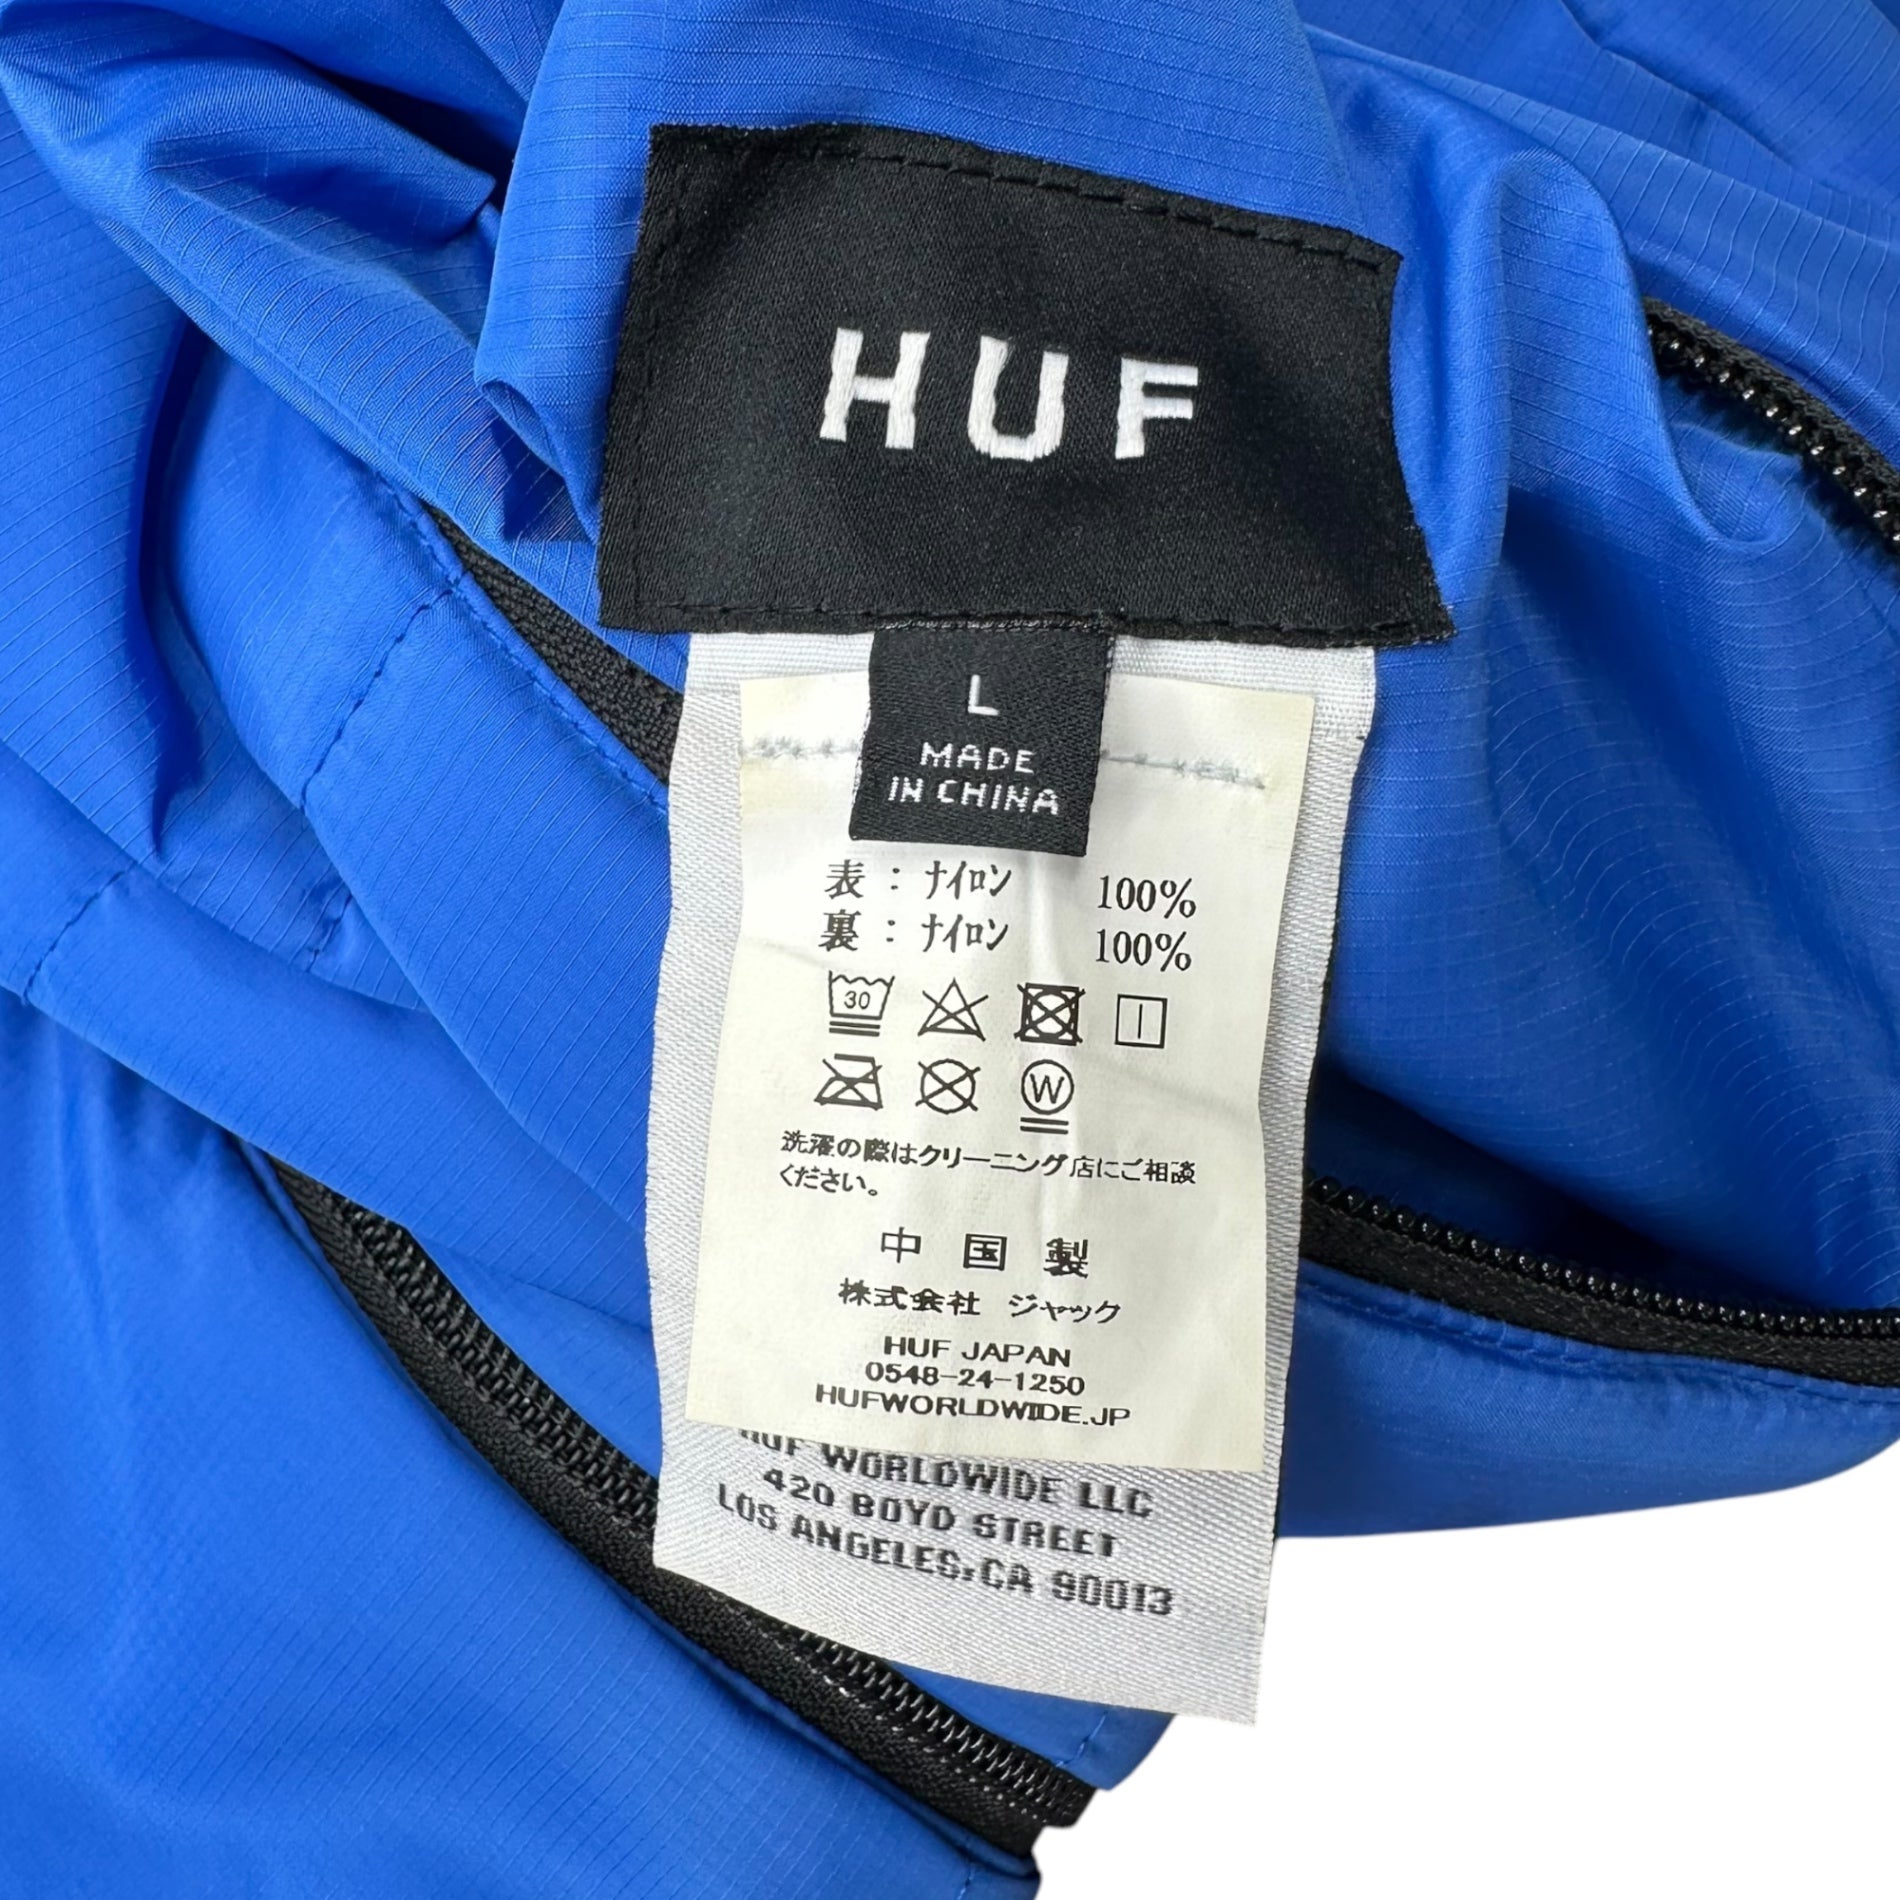 HUF
L
MADE
IN CHINA
表：ナイロン 100%
裏：ナイロン 100%
30
W
洗濯の際はクリーニング店にご相談
ください。
中国製
株式会社 ジャック
HUF JAPAN
0548-24-1250
HUFWORLDWIDE.JP
HUF WORLDWIDE LLC
420 BOYD STREET
LOS ANGELES, CA 90013